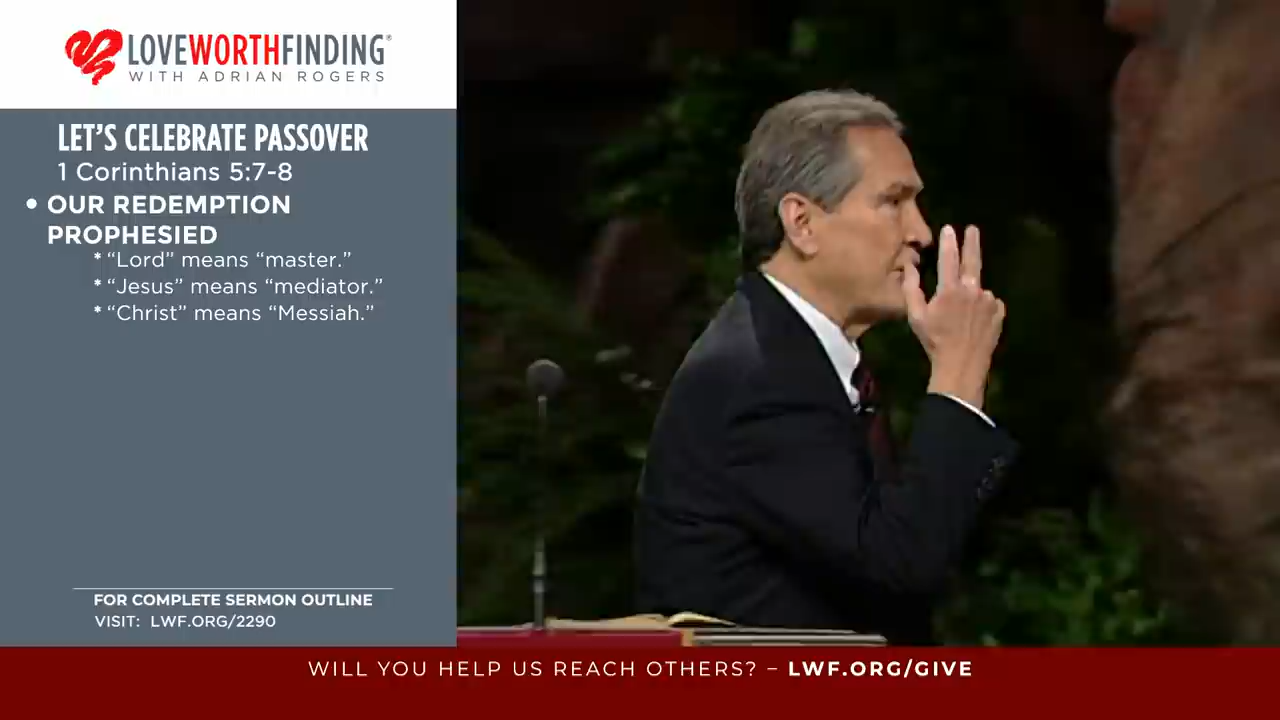 LOVEWORTHFINDING®
WITH ADRIAN ROGERS
LET'S CELEBRATE PASSOVER
1 Corinthians 5:7-8
• OUR REDEMPTION
PROPHESIED
* “Lord” means “master.”
* “Jesus” means “mediator.”
* “Christ” means “Messiah.”
FOR COMPLETE SERMON OUTLINE
VISIT: LWF.ORG/2290
WILL YOU HELP US REACH OTHERS? – LWF.ORG/GIVE